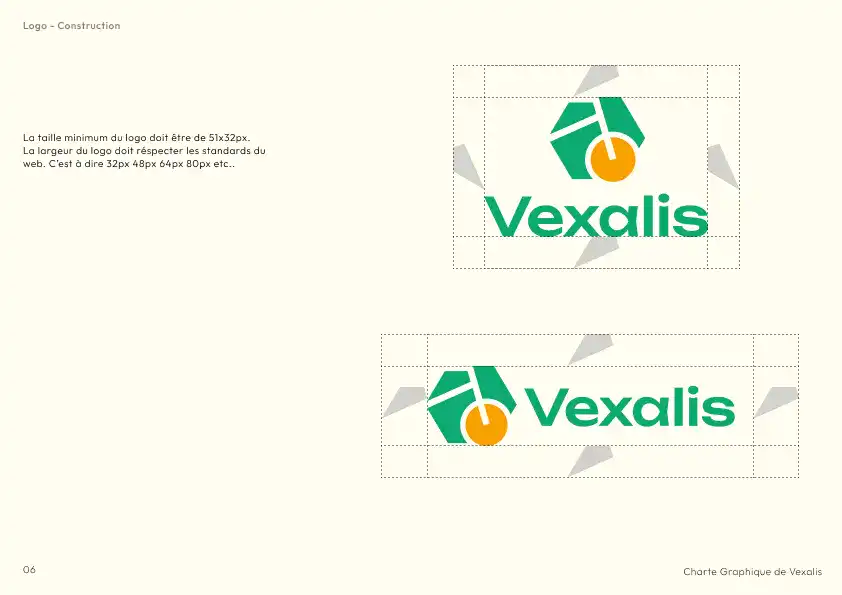 Logo - Construction
La taille minimum du logo doit être de 51x32px.
La largeur du logo doit réspecter les standards du
web. C'est à dire 32px 48px 64px 80px etc..
Vexalis
Vexalis
06
Charte Graphique de Vexalis